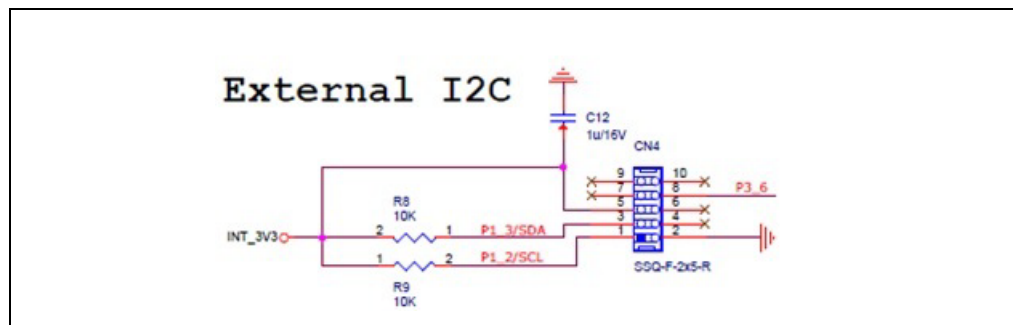 External I2C
C12
1u/16V
CN4
9 10
7 8 P3_6
5 6
3 4
1 2
SSQ-F-2x5-R
R8
10K
INT_3V3 2 1 P1_3/SDA
1 2 P1_2/SCL
R9
10K